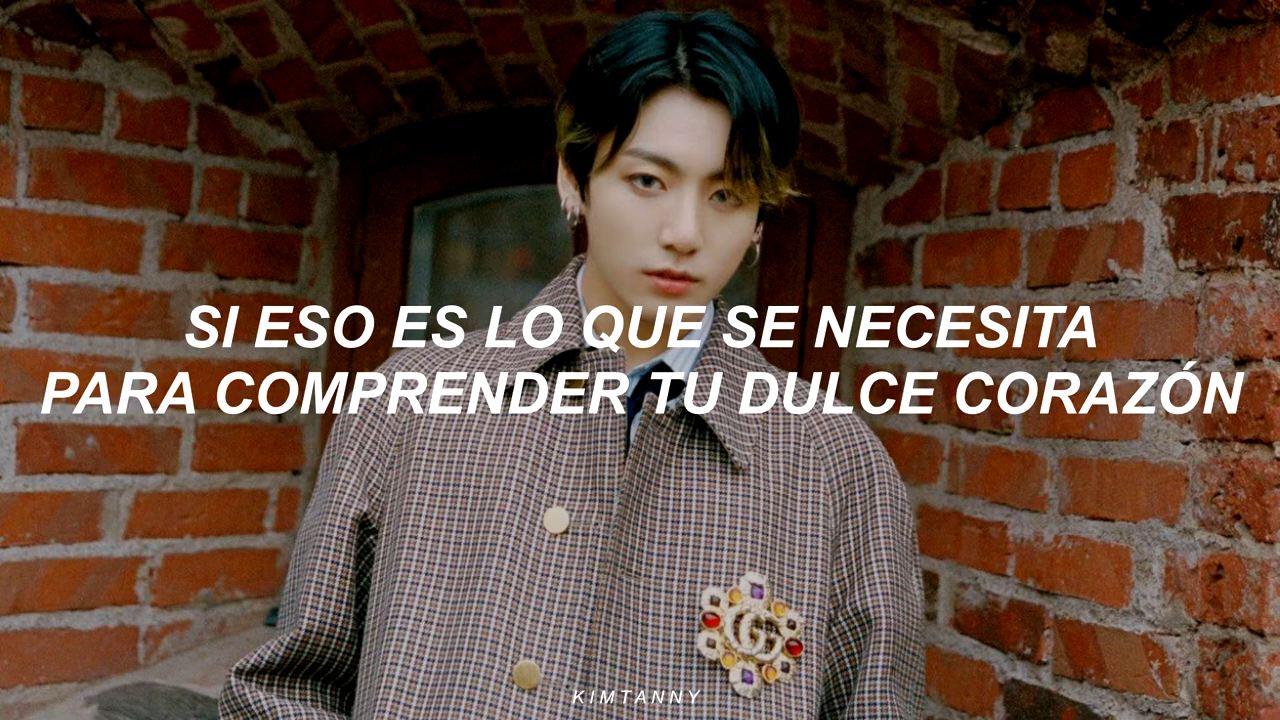 SI ESO ES LO QUE SE NECESITA
PARA COMPRENDER TU DULCE CORAZÓN
KIMTANNY